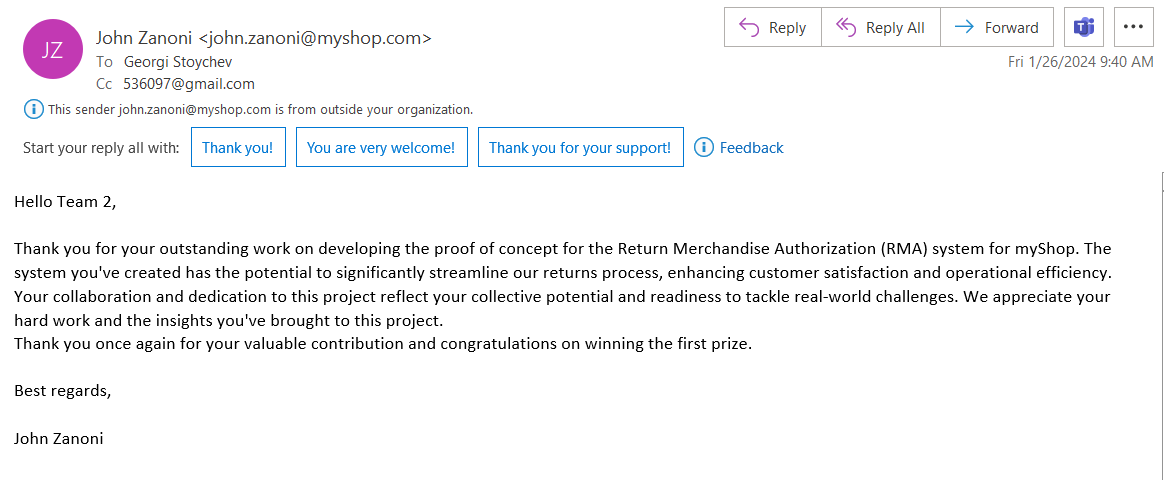 JZ
John Zanoni <john.zanoni@myshop.com>
Reply
Reply All
Forward
To Georgi Stoychev
Fri 1/26/2024 9:40 AM
Cc 536097@gmail.com
This sender john.zanoni@myshop.com is from outside your organization.
Start your reply all with: Thank you! You are very welcome! Thank you for your support! Feedback
Hello Team 2,
Thank you for your outstanding work on developing the proof of concept for the Return Merchandise Authorization (RMA) system for myShop. The
system you've created has the potential to significantly streamline our returns process, enhancing customer satisfaction and operational efficiency.
Your collaboration and dedication to this project reflect your collective potential and readiness to tackle real-world challenges. We appreciate your
hard work and the insights you've brought to this project.
Thank you once again for your valuable contribution and congratulations on winning the first prize.
Best regards,
John Zanoni